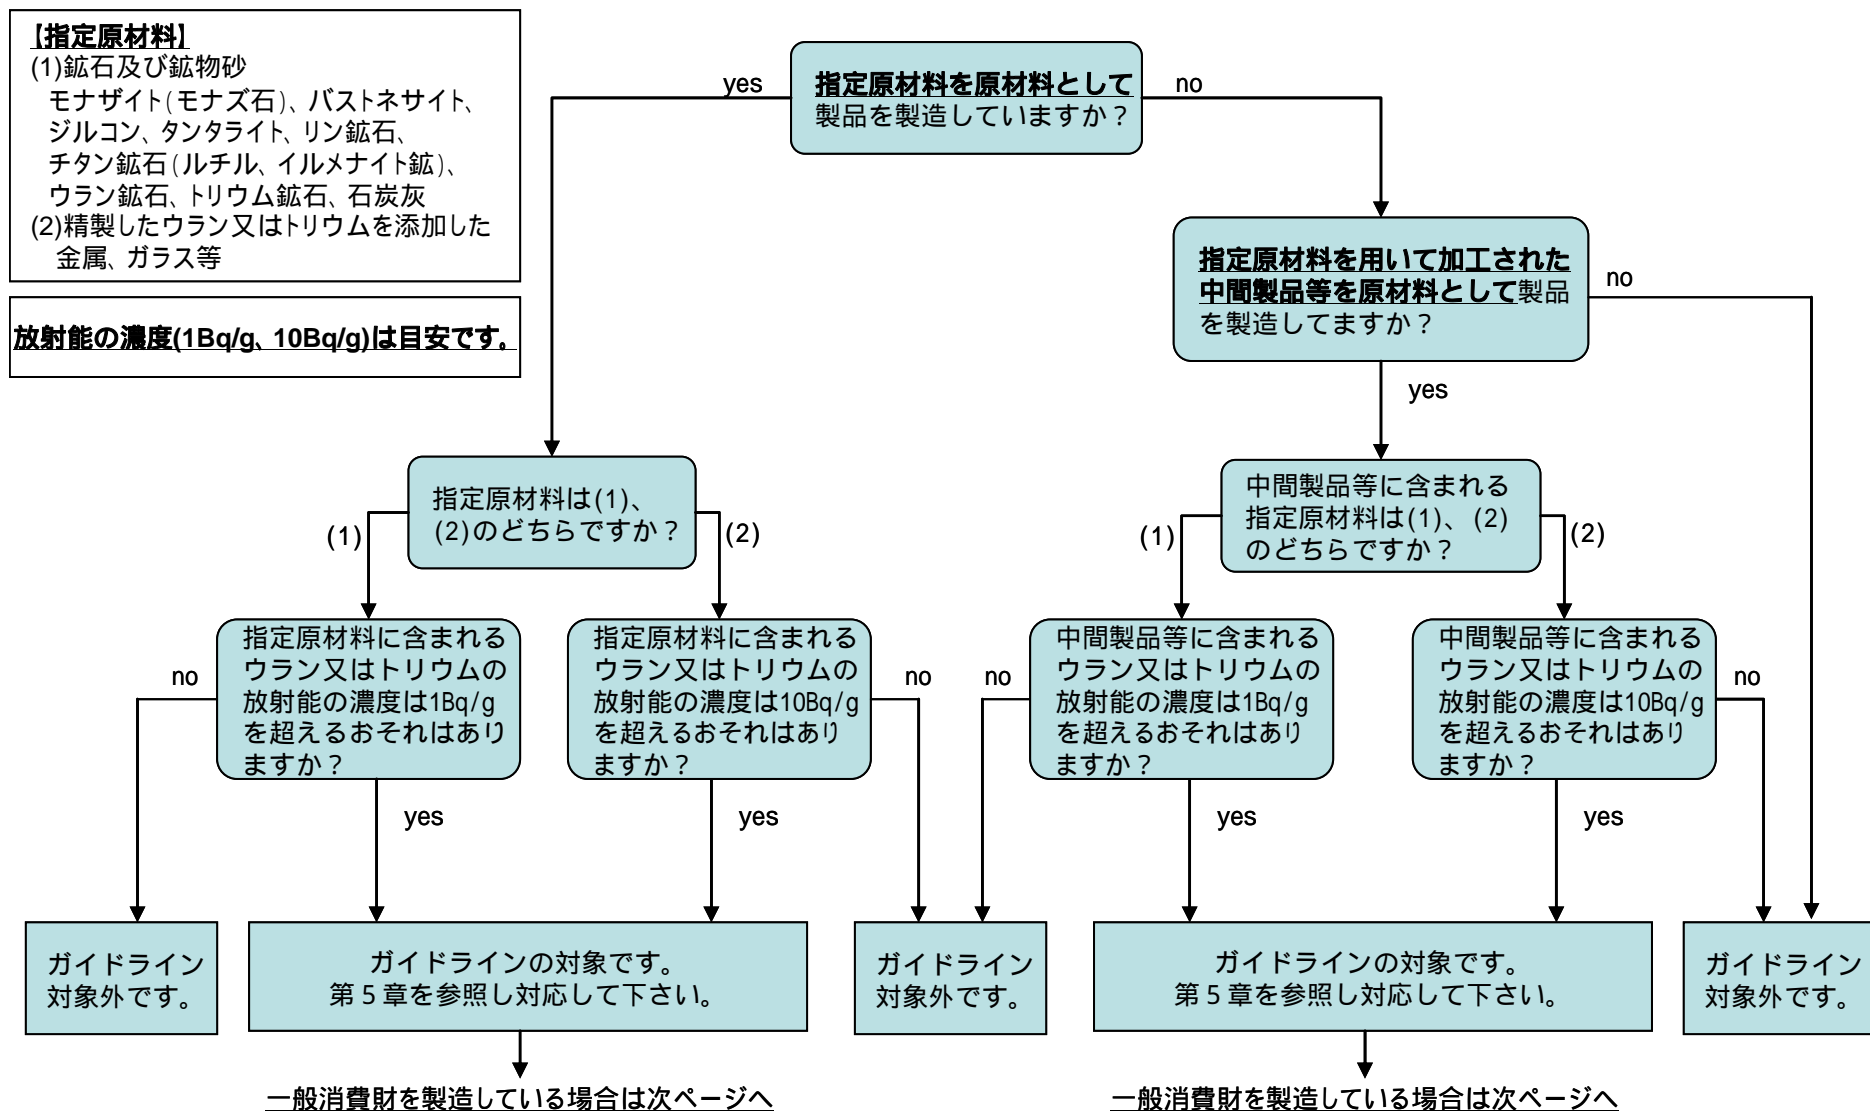 【指定原材料】
(1)鉱石及び鉱物砂
モナザイト(モナズ石)、バストネサイト、
ジルコン、タンタライト、リン鉱石、
チタン鉱石(ルチル、イルメナイト鉱)、
ウラン鉱石、トリウム鉱石、石炭灰
(2)精製したウラン又はトリウムを添加した
金属、ガラス等
放射能の濃度(1Bq/g、10Bq/g)は目安です。
指定原材料を原材料として
製品を製造していますか？
yes
no
指定原材料を用いて加工された
中間製品等を原材料として製品
を製造してますか？
no
yes
指定原材料は(1)、
(2)のどちらですか？
(1)
(2)
中間製品等に含まれる
指定原材料は(1)、(2)
のどちらですか？
(1)
(2)
指定原材料に含まれる
ウラン又はトリウムの
放射能の濃度は1Bq/g
を超えるおそれはあり
ますか？
no
yes
指定原材料に含まれる
ウラン又はトリウムの
放射能の濃度は10Bq/g
を超えるおそれはあり
ますか？
no
yes
中間製品等に含まれる
ウラン又はトリウムの
放射能の濃度は1Bq/g
を超えるおそれはあり
ますか？
no
yes
中間製品等に含まれる
ウラン又はトリウムの
放射能の濃度は10Bq/g
を超えるおそれはあり
ますか？
no
yes
ガイドライン
対象外です。
ガイドラインの対象です。
第５章を参照し対応して下さい。
ガイドライン
対象外です。
ガイドラインの対象です。
第５章を参照し対応して下さい。
ガイドライン
対象外です。
一般消費財を製造している場合は次ページへ
一般消費財を製造している場合は次ページへ